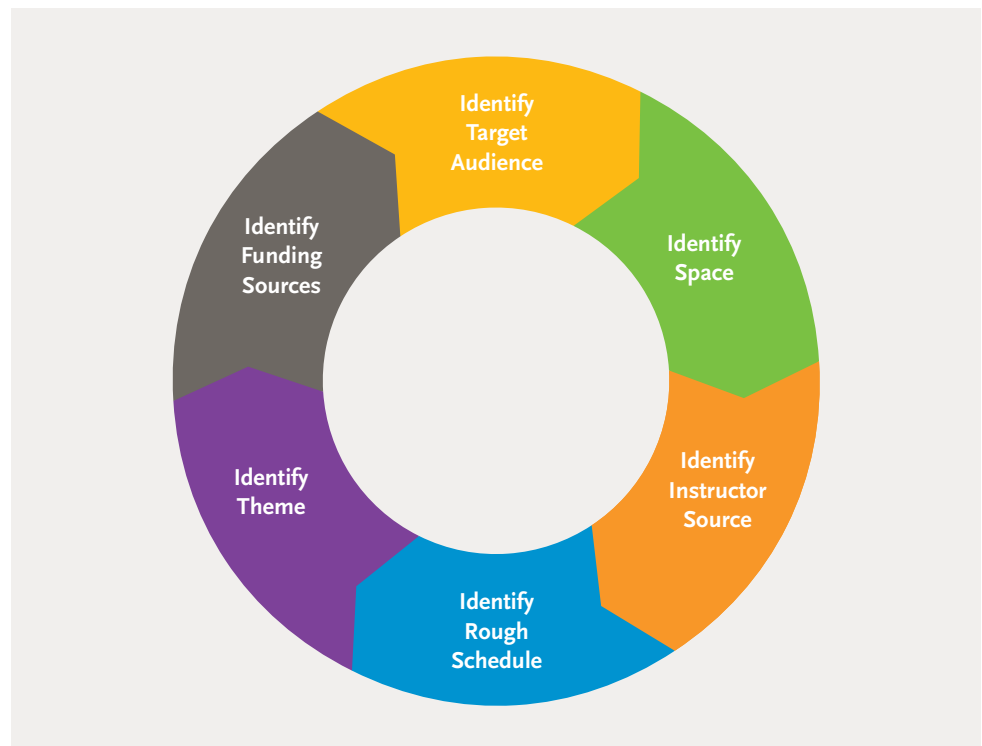 Identify
Target
Audience
Identify
Space
Identify
Instructor
Source
Identify
Rough
Schedule
Identify
Theme
Identify
Funding
Sources